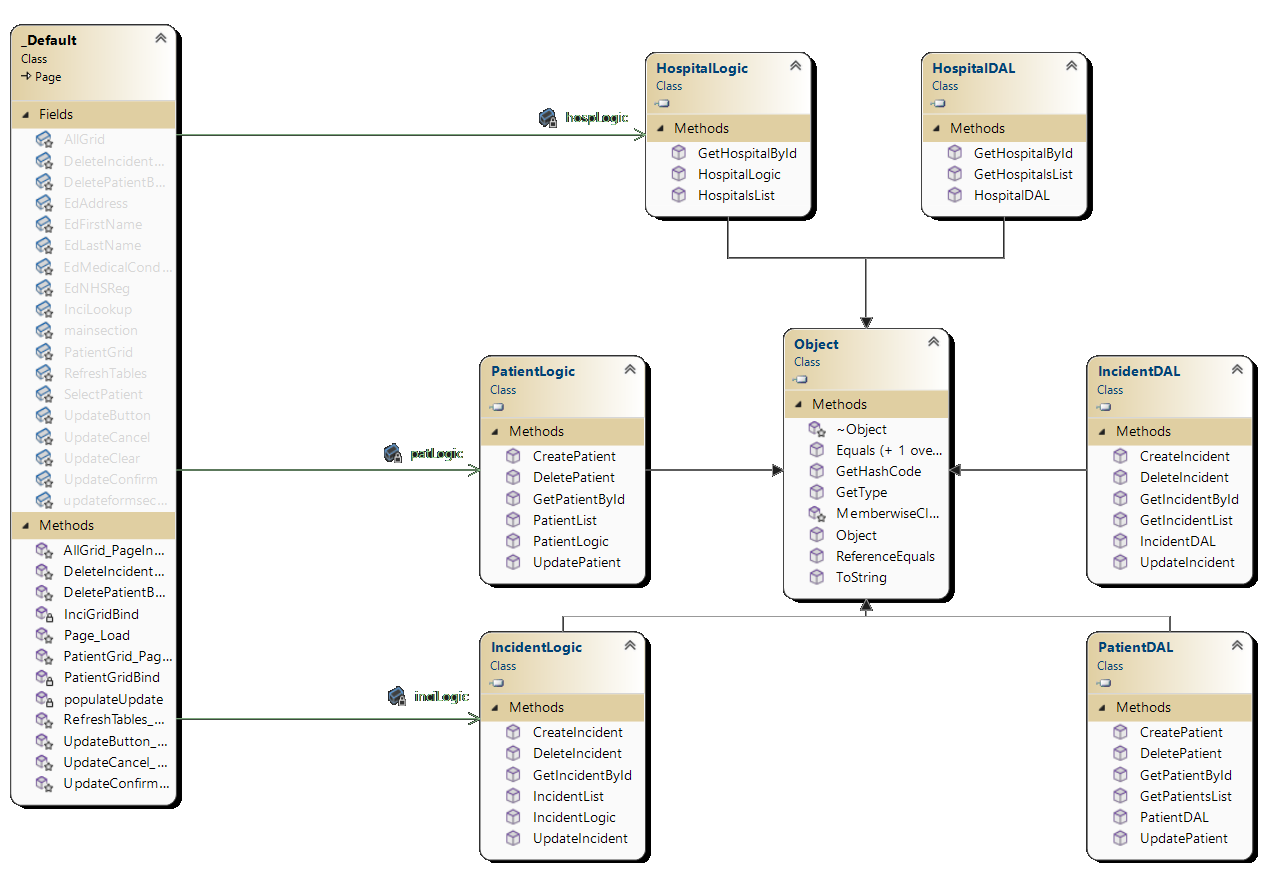 _Default
Class
Page
Fields
AllGrid
DeleteIncident...
DeletePatientB...
EdAddress
EdFirstName
EdLastName
EdMedicalCond...
EdNHSReg
InciLookup
mainsection
PatientGrid
RefreshTables
SelectPatient
UpdateButton
UpdateCancel
UpdateClear
UpdateConfirm
updateformsec...
Methods
AllGrid_PageIn...
DeleteIncident...
DeletePatientB...
InciGridBind
Page_Load
PatientGrid_Pag...
PatientGridBind
populateUpdate
RefreshTables_...
UpdateButton_...
UpdateCancel_...
UpdateConfirm...
hospLogic
HospitalLogic
Class
Methods
GetHospitalById
HospitalLogic
HospitalsList
HospitalDAL
Class
Methods
GetHospitalById
GetHospitalsList
HospitalDAL
patLogic
PatientLogic
Class
Methods
CreatePatient
DeletePatient
GetPatientById
PatientList
PatientLogic
UpdatePatient
Object
Class
Methods
~Object
Equals (+ 1 ove...
GetHashCode
GetType
MemberwiseCl...
Object
ReferenceEquals
ToString
IncidentDAL
Class
Methods
CreateIncident
DeleteIncident
GetIncidentById
GetIncidentList
IncidentDAL
UpdateIncident
inciLogic
IncidentLogic
Class
Methods
CreateIncident
DeleteIncident
GetIncidentById
IncidentList
IncidentLogic
UpdateIncident
PatientDAL
Class
Methods
CreatePatient
DeletePatient
GetPatientById
GetPatientsList
PatientDAL
UpdatePatient